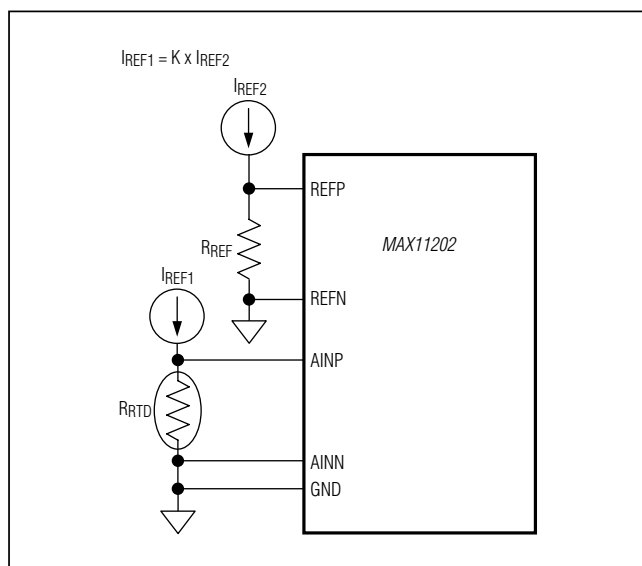 IREF1 = K x IREF2
IREF2
REFP
MAX11202
RREF
IREF1
REFN
AINP
RRTD
AINN
GND